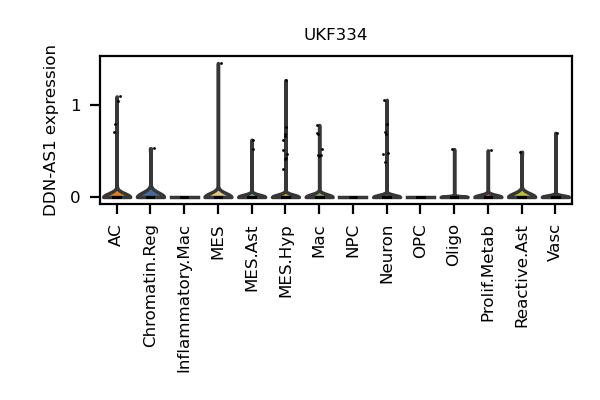 UKF334
DDN-AS1 expression
1
0
AC
Chromatin.Reg
Inflammatory.Mac
MES
MES.Ast
MES.Hyp
Mac
NPC
Neuron
OPC
Oligo
Prolif.Metab
Reactive.Ast
Vasc